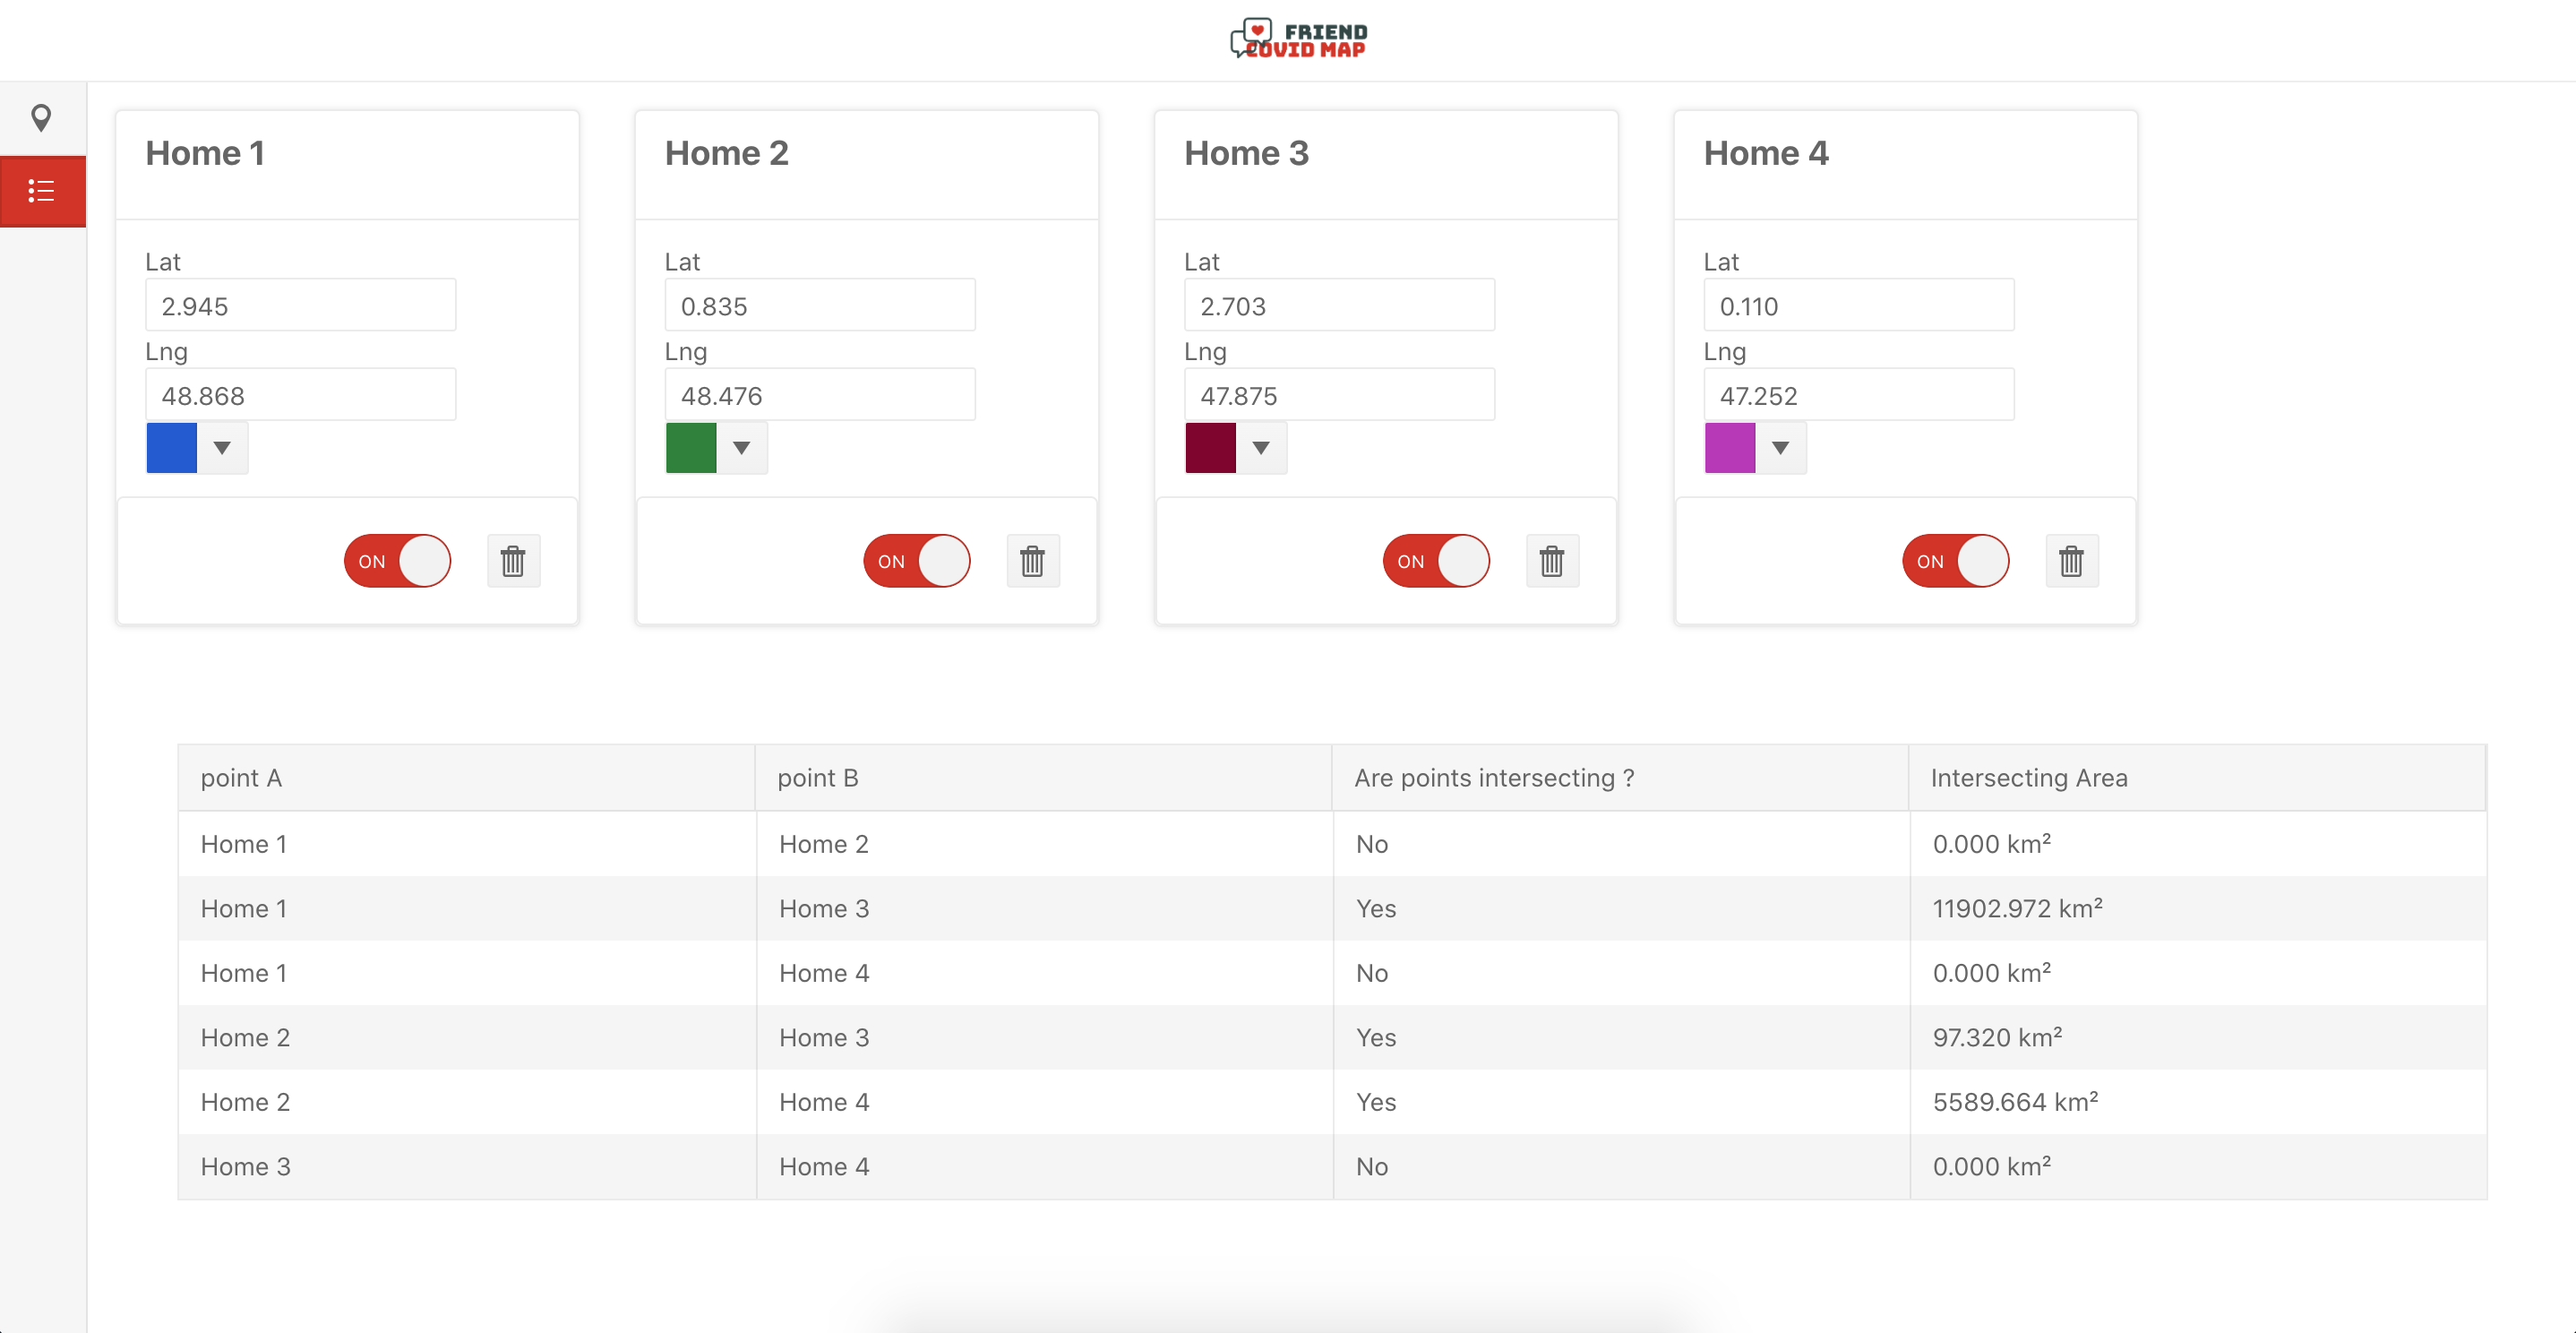 FRIEND
COVID MAP
Home 1
Lat
2.945
Lng
48.868
ON
Home 2
Lat
0.835
Lng
48.476
ON
Home 3
Lat
2.703
Lng
47.875
ON
Home 4
Lat
0.110
Lng
47.252
ON
point A point B Are points intersecting ? Intersecting Area
Home 1 Home 2 No 0.000 km²
Home 1 Home 3 Yes 11902.972 km²
Home 1 Home 4 No 0.000 km²
Home 2 Home 3 Yes 97.320 km²
Home 2 Home 4 Yes 5589.664 km²
Home 3 Home 4 No 0.000 km²